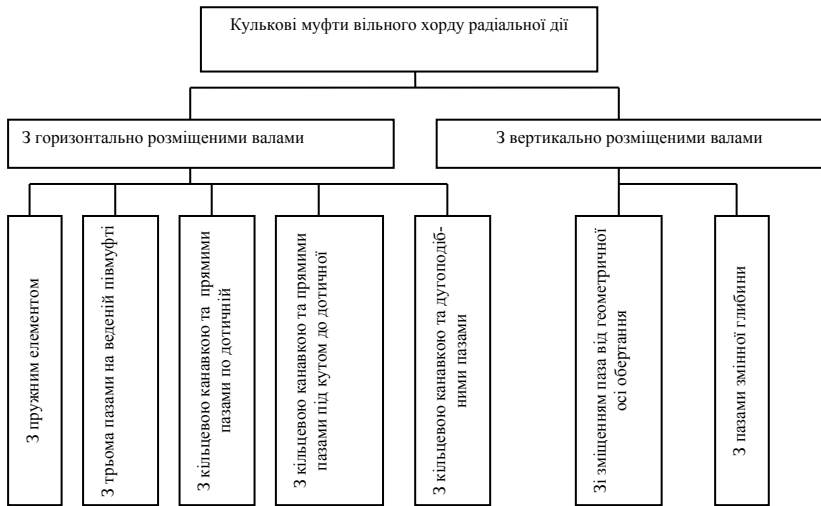 Кулькові муфти вільного хорду радіальної дії
З горизонтально розміщеними валами
З вертикально розміщеними валами
З пружним елементом
З трьома пазами на веденій півмуфті
З кільцевою канавкою та прямими
пазами по дотичній
З кільцевою канавкою та прямими
пазами під кутом до дотичної
З кільцевою канавкою та дугоподіб-
ними пазами
Зі зміщенням паза від геометричної
осі обертання
З пазами змінної глибини